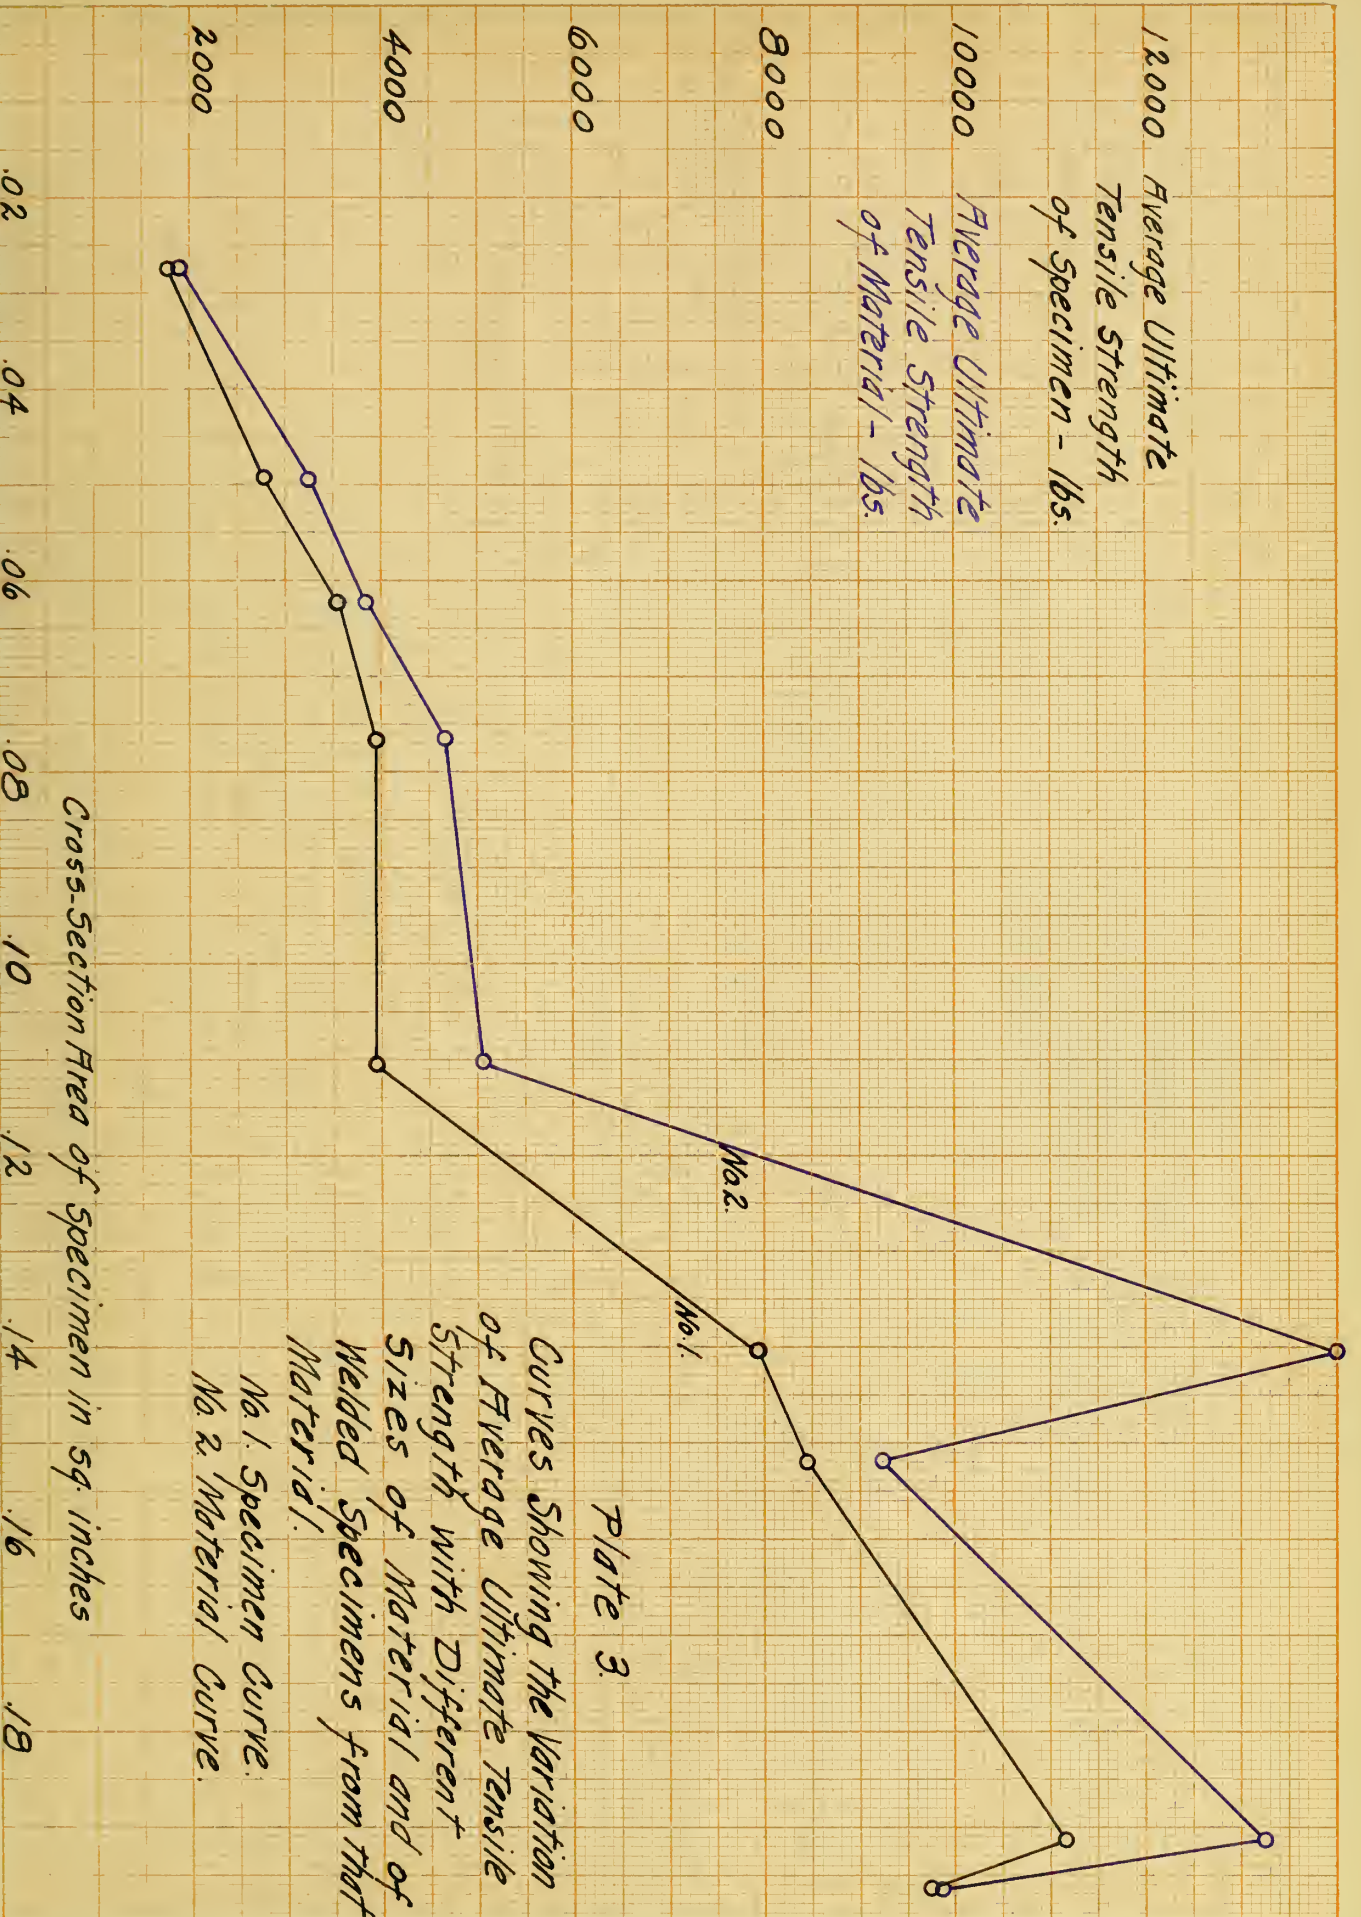 12000
10000
8000
6000
4000
2000
Average Ultimate
Tensile Strength
of Specimen - lbs.
Average Ultimate
Tensile Strength
of Material - lbs.
No.2.
No.1.
Plate 3.
Curves Showing the Variation
of Average Ultimate Tensile
Strength with Different
Sizes of Material and of
Welded Specimens from that
Material.
No. 1. Specimen Curve.
No. 2. Material Curve.
Cross-Section Area of Specimen in sq. inches
.02 .04 .06 .08 .10 .12 .14 .16 .18